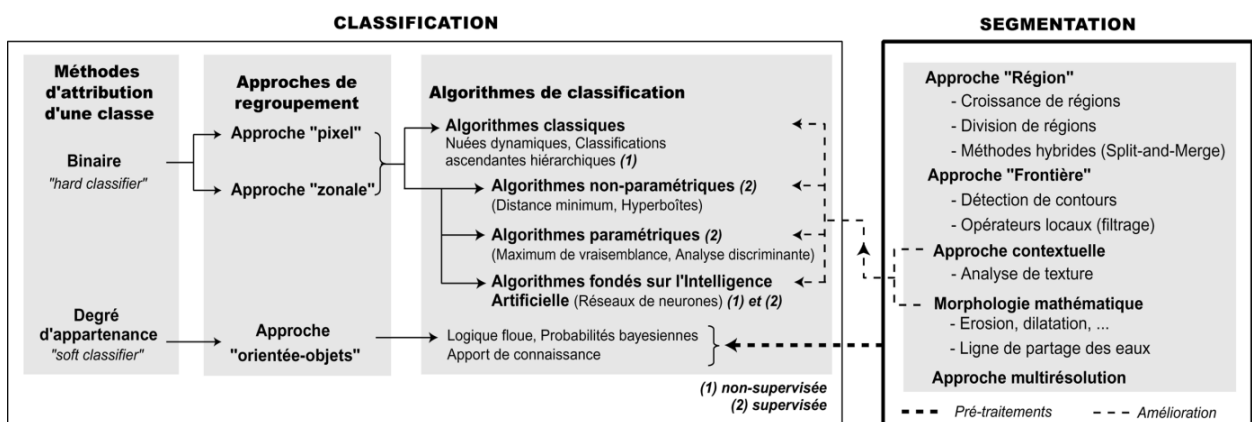 CLASSIFICATION
Méthodes
d'attribution
d'une classe
Binaire
"hard classifier"
Degré
d'appartenance
"soft classifier"
Approches de
regroupement
Approche "pixel"
Approche "zonale"
Approche
"orientée-objets"
Algorithmes de classification
Algorithmes classiques
Nuées dynamiques, Classifications
ascendantes hiérarchiques (1)
Algorithmes non-paramétriques (2)
(Distance minimum, Hyperboîtes)
Algorithmes paramétriques (2)
(Maximum de vraisemblance, Analyse discriminante)
Algorithmes fondés sur l'Intelligence
Artificielle (Réseaux de neurones) (1) et (2)
Logique floue, Probabilités bayesiennes
Apport de connaissance
(1) non-supervisée
(2) supervisée
SEGMENTATION
Approche "Région"
- Croissance de régions
- Division de régions
- Méthodes hybrides (Split-and-Merge)
Approche "Frontière"
- Détection de contours
- Opérateurs locaux (filtrage)
Approche contextuelle
- Analyse de texture
Morphologie mathématique
- Erosion, dilatation, ...
- Ligne de partage des eaux
Approche multirésolution
Pré-traitements
Amélioration